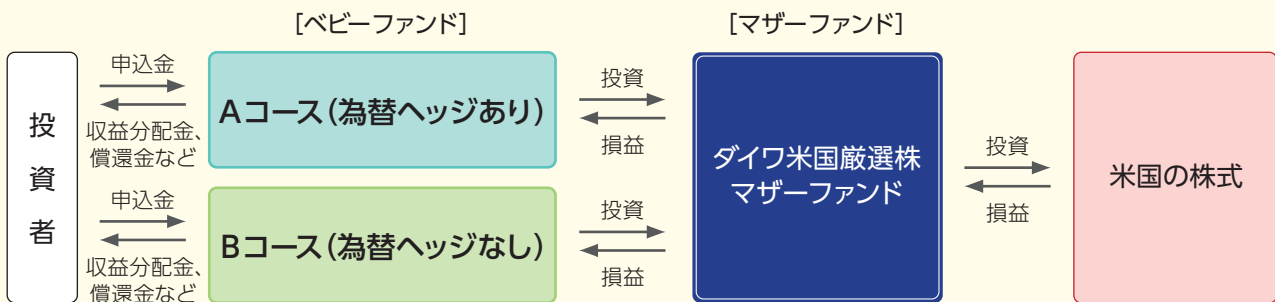 [ベビーファンド]
[マザーファンド]
投資者
申込金
収益分配金、
償還金など
Aコース(為替ヘッジあり)
投資
損益
申込金
収益分配金、
償還金など
Bコース(為替ヘッジなし)
投資
損益
ダイワ米国厳選株
マザーファンド
投資
損益
米国の株式